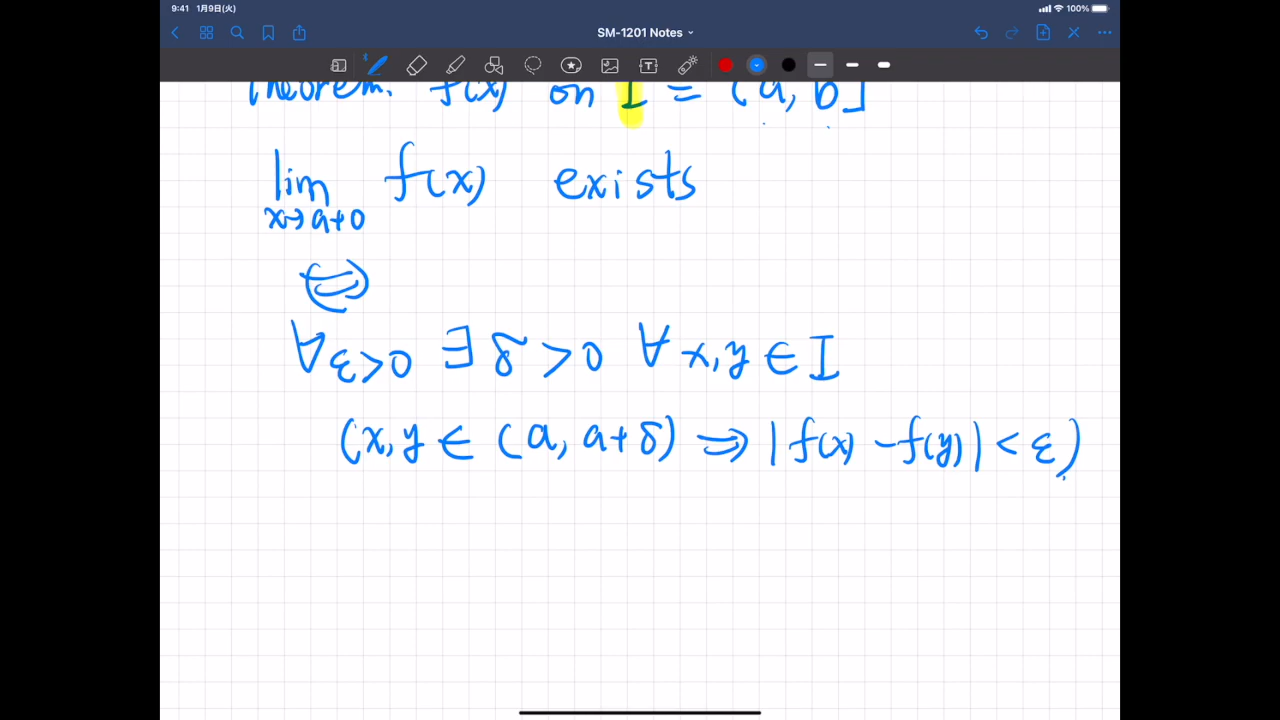 9:41 1月9日(火) 100%
SM-1201 Notes
Theorem. f(x) on I = (a, b]
lim f(x) exists
x→a+0
⇔
∀ε>0 ∃δ>0 ∀x,y∈I
(x,y ∈ (a, a+δ) ⇒ |f(x) - f(y)| < ε)